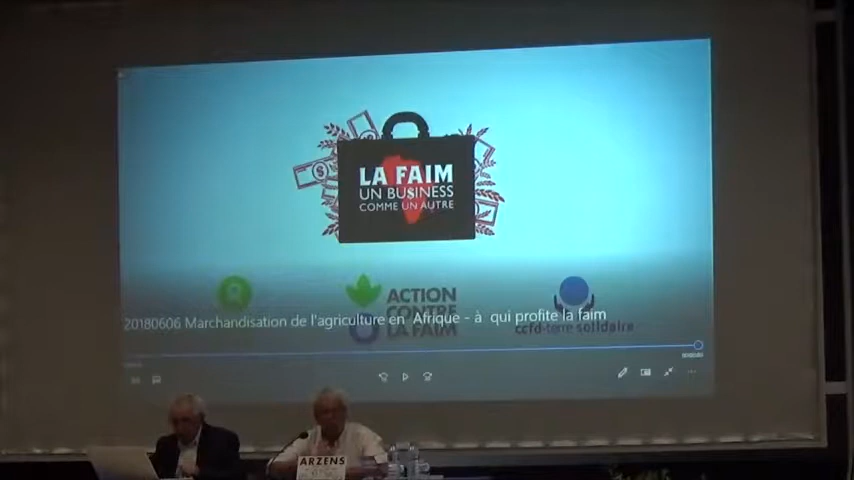 LA FAIM
UN BUSINESS
COMME UN AUTRE
ACTION
CONTRE
LA FAIM
ccfd-terre solidaire
20180606 Marchandisation de l'agriculture en Afrique - à qui profite la faim
ARZENS